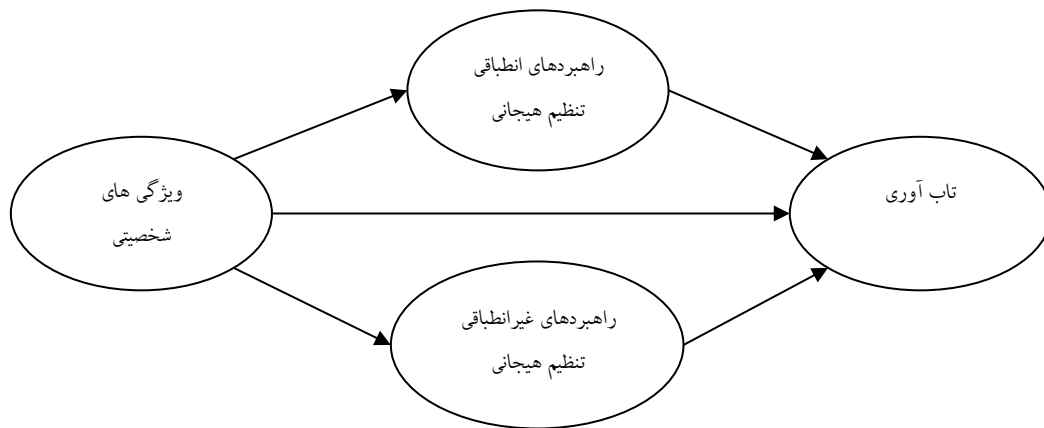 راهبردهای انطباقی
تنظیم هیجانی
ویژگی های
شخصیتی
تاب آوری
راهبردهای غیرانطباقی
تنظیم هیجانی